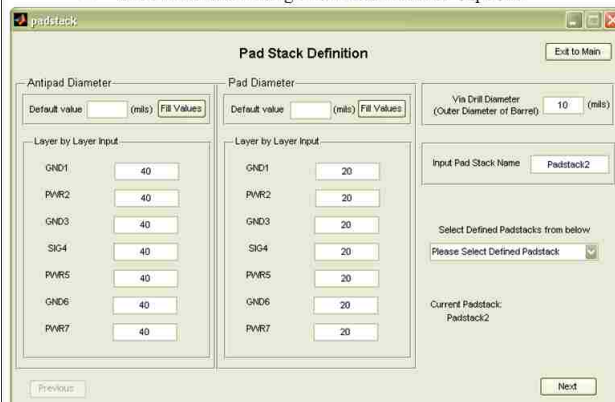 padstack
Pad Stack Definition
Exit to Main
Antipad Diameter
Default value (mils) Fill Values
Layer by Layer Input
GND1 40
PWR2 40
GND3 40
SIG4 40
PWR5 40
GND6 40
PWR7 40
Pad Diameter
Default value (mils) Fill Values
Layer by Layer Input
GND1 20
PWR2 20
GND3 20
SIG4 20
PWR5 20
GND6 20
PWR7 20
Via Drill Diameter
(Outer Diameter of Barrel) 10 (mils)
Input Pad Stack Name Padstack2
Select Defined Padstacks from below
Please Select Defined Padstack
Current Padstack:
Padstack2
Previous
Next